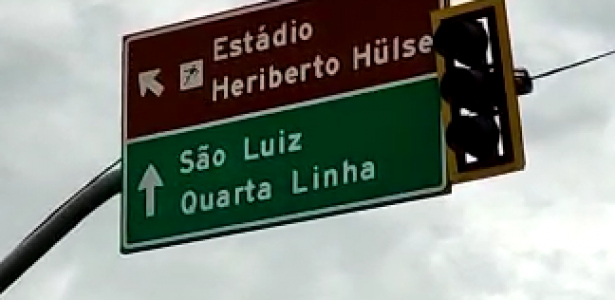 Estádio
Heriberto Hülse
São Luiz
Quarta Linha